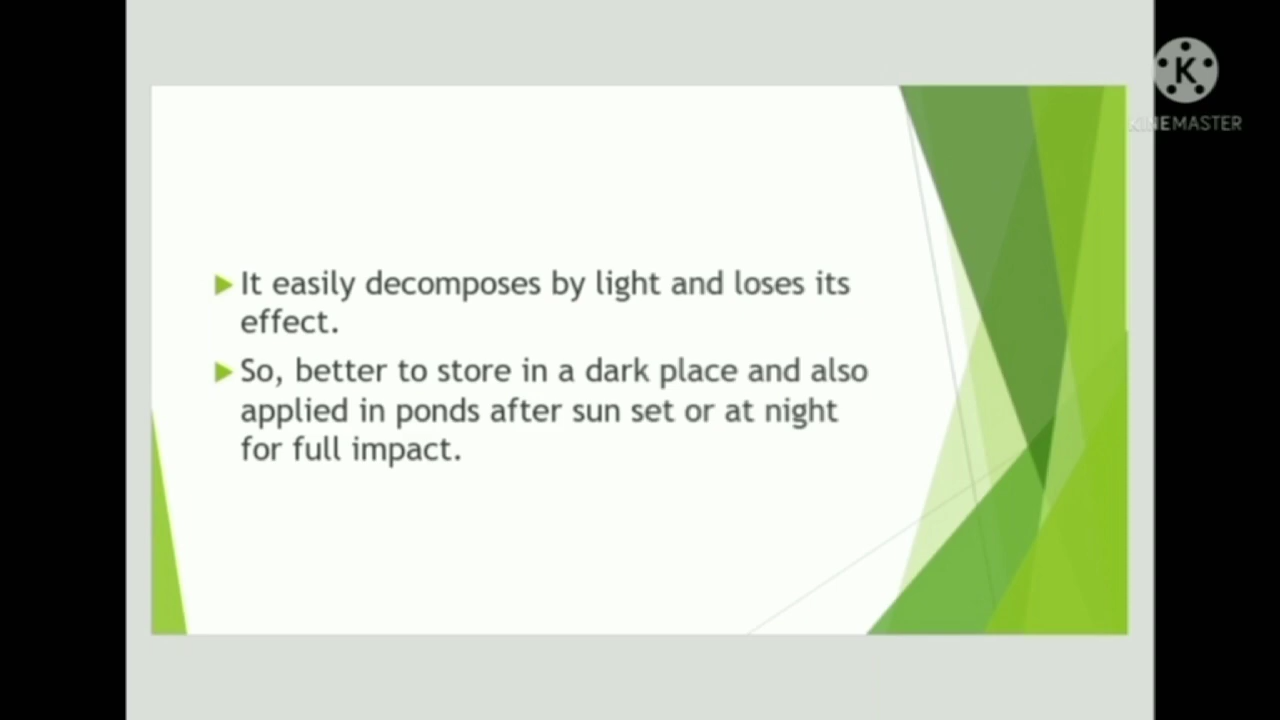 It easily decomposes by light and loses its
effect.
So, better to store in a dark place and also
applied in ponds after sun set or at night
for full impact.
K
KINEMASTER